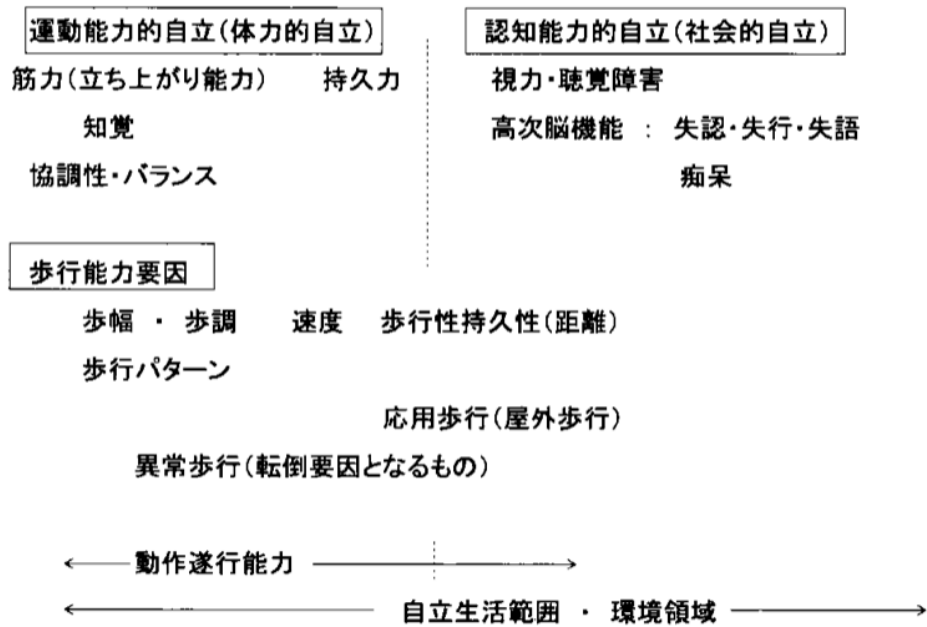 運動能力的自立(体力的自立)
認知能力的自立(社会的自立)
筋力(立ち上がり能力) 持久力
視力・聴覚障害
知覚
高次脳機能 : 失認・失行・失語
協調性・バランス
痴呆
歩行能力要因
歩幅 ・ 歩調 速度 歩行性持久性(距離)
歩行パターン
応用歩行(屋外歩行)
異常歩行(転倒要因となるもの)
動作遂行能力
自立生活範囲 ・ 環境領域